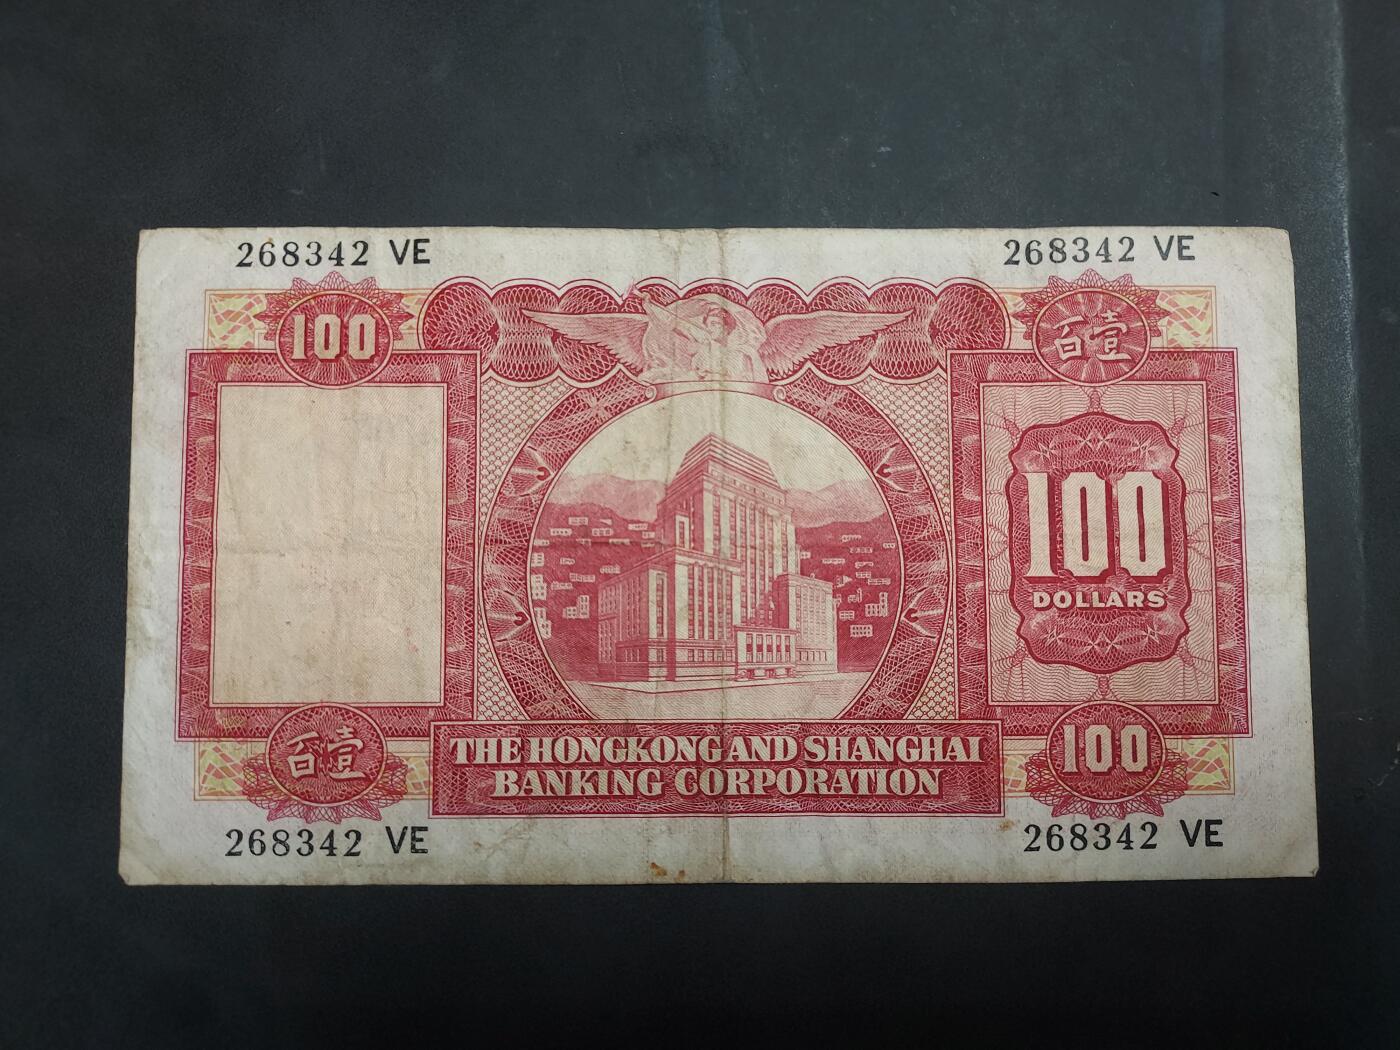 268342 VE
268342 VE
100
百壹
100
DOLLARS
百壹
THE HONGKONG AND SHANGHAI
BANKING CORPORATION
100
268342 VE
268342 VE